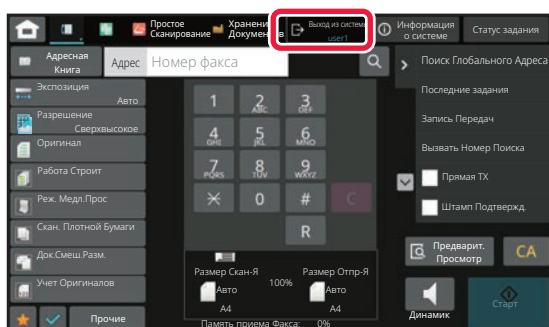 Простое
Сканирование
Хранени
Документов
Выход из систем
user1
Информация
о системе
Статус задания
Адресная
Книга
Адрес
Номер факса
Поиск Глобального Адреса
Экспозиция
Авто
Разрешение
Сверхвысокое
Оригинал
Работа Строит
Реж. Медл.Прос
Скан. Плотной Бумаги
Док.Смеш.Разм.
Учет Оригиналов
Прочие
1
2 ABC
3 DEF
4 GHI
5 JKL
6 MNO
7 PQRS
8 TUV
9 WXYZ
0
#
C
R
Размер Скан-Я
100%
Размер Отпр-Я
Авто
Авто
A4
A4
Память приема Факса: 0%
Последние задания
Запись Передач
Вызвать Номер Поиска
Прямая TX
Штамп Подтвержд.
Предварит.
Просмотр
CA
Динамик
Старт